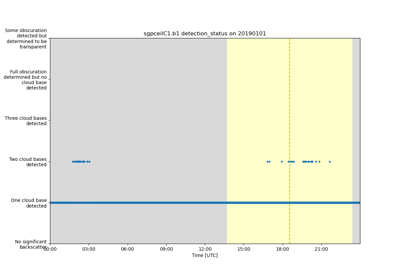 sgpceilC1.b1 detection_status on 20190101
Some obscuration
detected but
determined to be
transparent
Full obscuration
determined but no
cloud base
detected
Three cloud bases
detected
Two cloud bases
detected
One cloud base
detected
No significant
backscatter
00:00 03:00 06:00 09:00 12:00 15:00 18:00 21:00
Time [UTC]